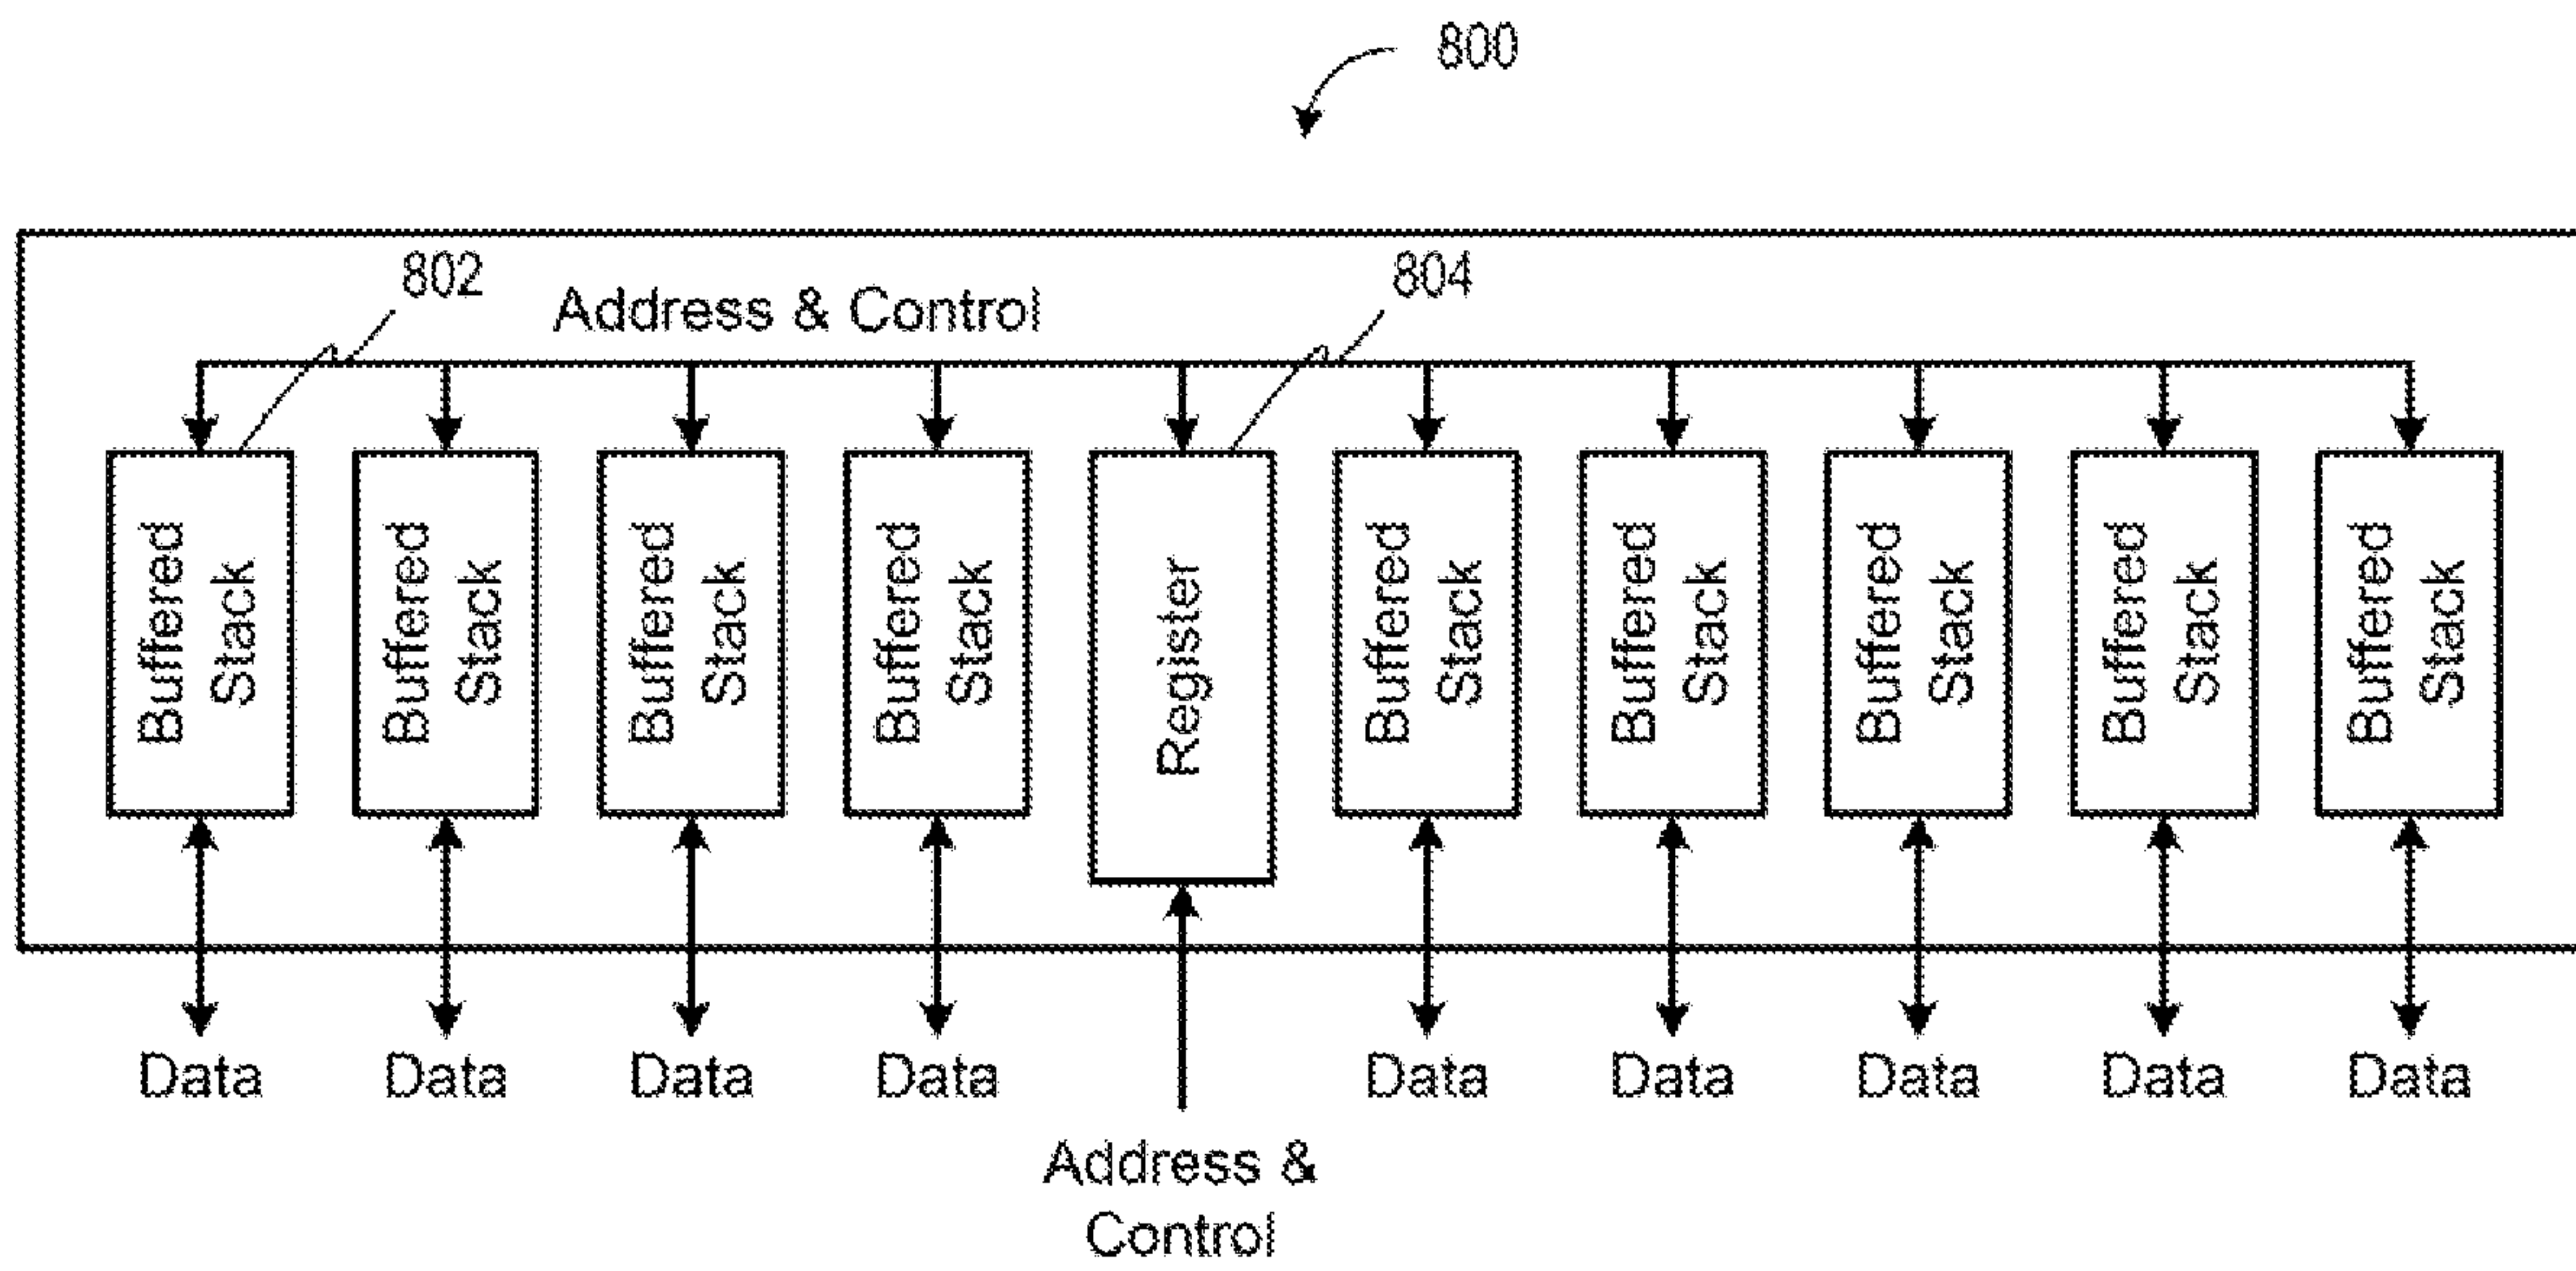 800
802
Address & Control
804
Buffered
Stack
Buffered
Stack
Buffered
Stack
Buffered
Stack
Register
Buffered
Stack
Buffered
Stack
Buffered
Stack
Buffered
Stack
Buffered
Stack
Data
Data
Data
Data
Data
Data
Data
Data
Data
Address &
Control